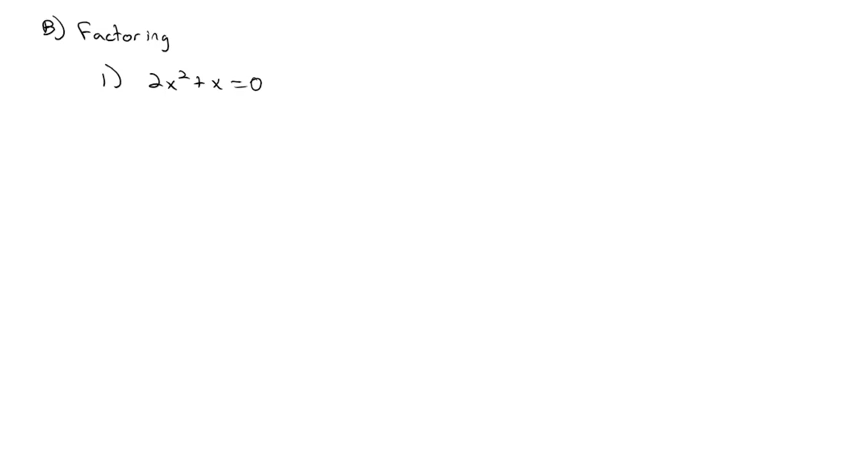 B) Factoring
1) 2x² + x = 0